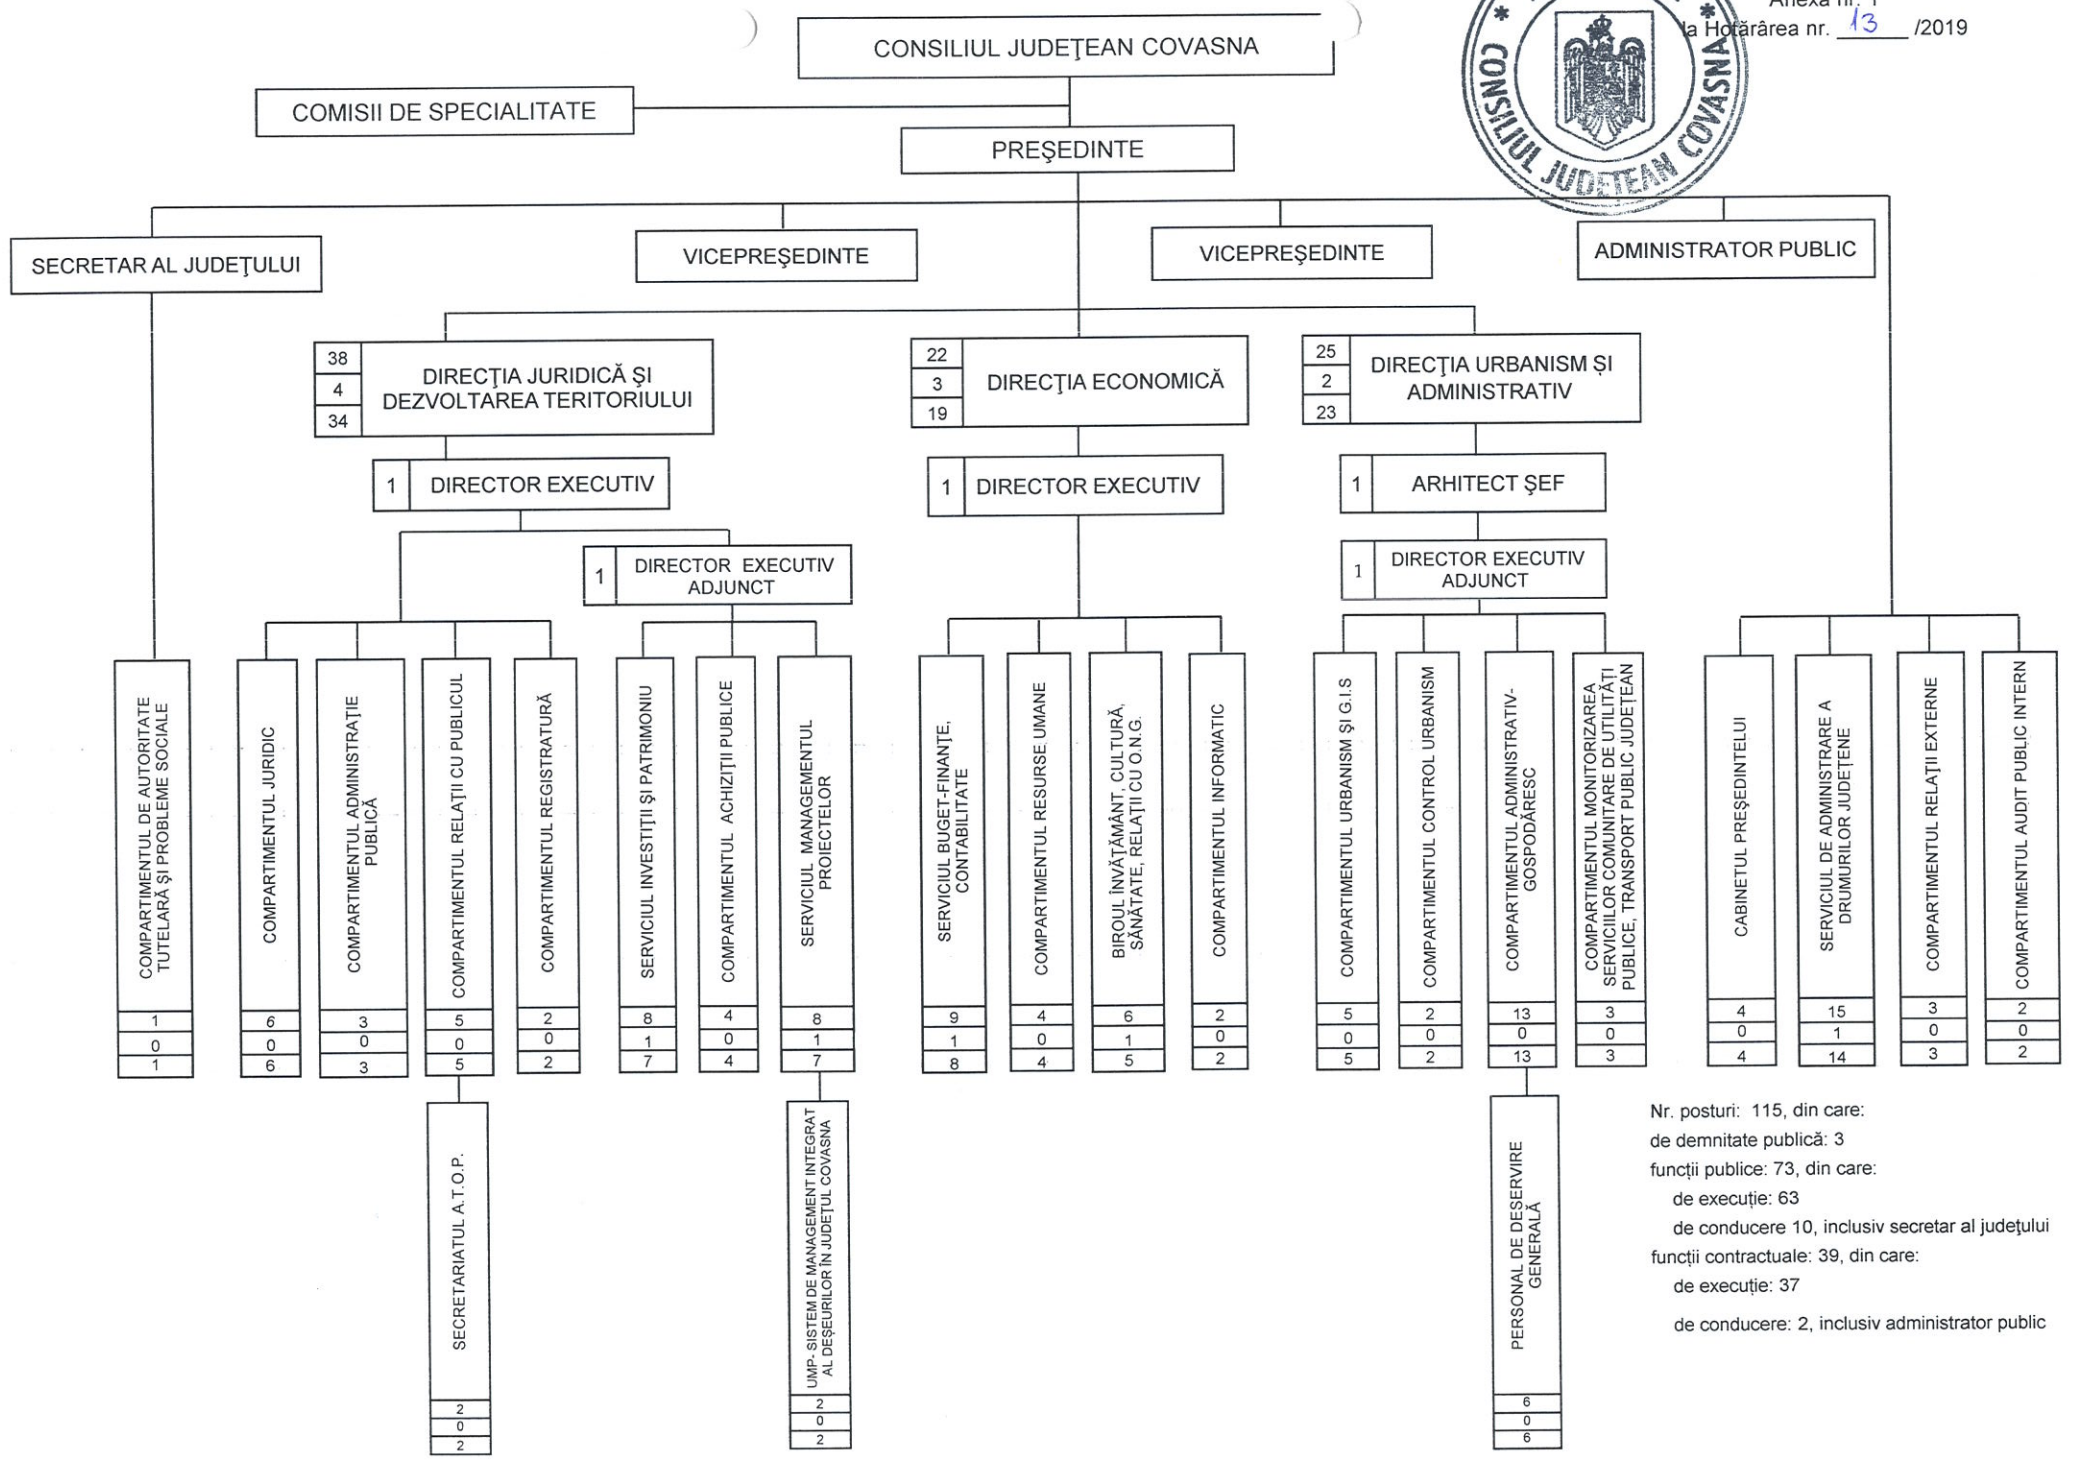 Anexa nr. 1
la Hotărârea nr. 13 /2019
* CONSILIUL JUDEŢEAN COVASNA *
CONSILIUL JUDEŢEAN COVASNA
COMISII DE SPECIALITATE
PREŞEDINTE
SECRETAR AL JUDEŢULUI
VICEPREŞEDINTE
VICEPREŞEDINTE
ADMINISTRATOR PUBLIC
38
4
34
DIRECŢIA JURIDICĂ ŞI
DEZVOLTAREA TERITORIULUI
22
3
19
DIRECŢIA ECONOMICĂ
25
2
23
DIRECŢIA URBANISM ȘI
ADMINISTRATIV
1 DIRECTOR EXECUTIV
1 DIRECTOR EXECUTIV
1 ARHITECT ŞEF
1 DIRECTOR EXECUTIV
ADJUNCT
1 DIRECTOR EXECUTIV
ADJUNCT
COMPARTIMENTUL DE AUTORITATE
TUTELARĂ ŞI PROBLEME SOCIALE
1
0
1
COMPARTIMENTUL JURIDIC
6
0
6
COMPARTIMENTUL ADMINISTRAŢIE
PUBLICĂ
3
0
3
COMPARTIMENTUL RELAŢII CU PUBLICUL
5
0
5
COMPARTIMENTUL REGISTRATURĂ
2
0
2
SERVICIUL INVESTIŢII ŞI PATRIMONIU
8
1
7
COMPARTIMENTUL ACHIZIŢII PUBLICE
4
0
4
SERVICIUL MANAGEMENTUL
PROIECTELOR
8
1
7
SERVICIUL BUGET-FINANŢE,
CONTABILITATE
9
1
8
COMPARTIMENTUL RESURSE UMANE
4
0
4
BIROUL ÎNVĂŢĂMÂNT, CULTURĂ,
SĂNĂTATE, RELAŢII CU O.N.G.
6
1
5
COMPARTIMENTUL INFORMATIC
2
0
2
COMPARTIMENTUL URBANISM ŞI G.I.S
5
0
5
COMPARTIMENTUL CONTROL URBANISM
2
0
2
COMPARTIMENTUL ADMINISTRATIV-
GOSPODĂRESC
13
0
13
COMPARTIMENTUL MONITORIZAREA
SERVICIILOR COMUNITARE DE UTILITĂŢI
PUBLICE, TRANSPORT PUBLIC JUDEŢEAN
3
0
3
CABINETUL PREŞEDINTELUI
4
0
4
SERVICIUL DE ADMINISTRARE A
DRUMURILOR JUDEŢENE
15
1
14
COMPARTIMENTUL RELAŢII EXTERNE
3
0
3
COMPARTIMENTUL AUDIT PUBLIC INTERN
2
0
2
SECRETARIATUL A.T.O.P.
2
0
2
UMP- SISTEM DE MANAGEMENT INTEGRAT
AL DEŞEURILOR ÎN JUDEŢUL COVASNA
2
0
2
PERSONAL DE DESERVIRE
GENERALĂ
6
0
6
Nr. posturi: 115, din care:
de demnitate publică: 3
funcții publice: 73, din care:
de execuție: 63
de conducere 10, inclusiv secretar al judeţului
funcții contractuale: 39, din care:
de execuție: 37
de conducere: 2, inclusiv administrator public